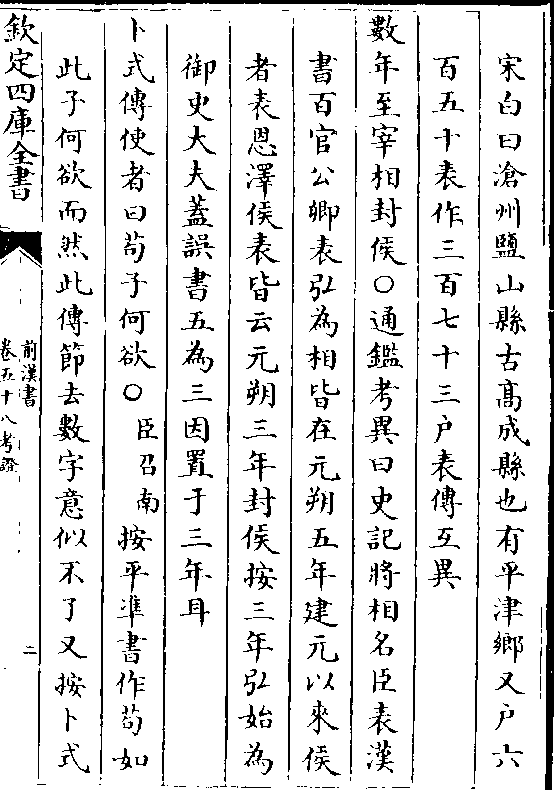 宋白曰滄州鹽山縣古高成縣也有平津鄉又户六
百五十表作三百七十三户表傳互異
數年至宰相封侯○通鑑考異曰史記將相名臣表漢
書百官公卿表弘為相皆在元朔五年建元以來侯
者表恩澤侯表皆云元朔三年封侯按三年弘始為
御史大夫蓋誤書五為三因置于三年耳
卜式傳使者曰苟子何欲○臣召南按平準書作苟如
此子何欲而然此傳節去數字意似不了又按卜式
欽定四庫全書
前漢書
卷五十八考證
二